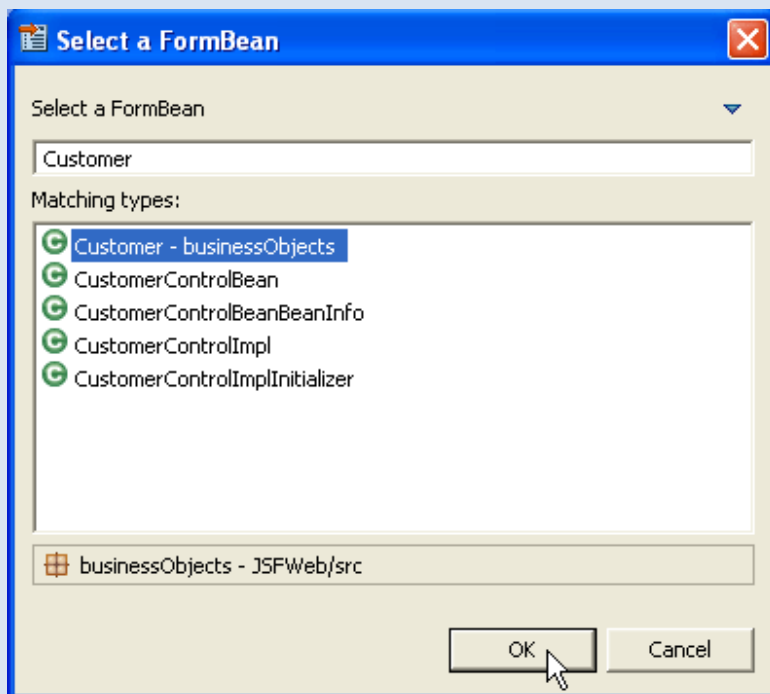 Select a FormBean
Select a FormBean
Customer
Matching types:
Customer - businessObjects
CustomerControlBean
CustomerControlBeanBeanInfo
CustomerControlImpl
CustomerControlImplInitializer
businessObjects - JSFWeb/src
OK Cancel